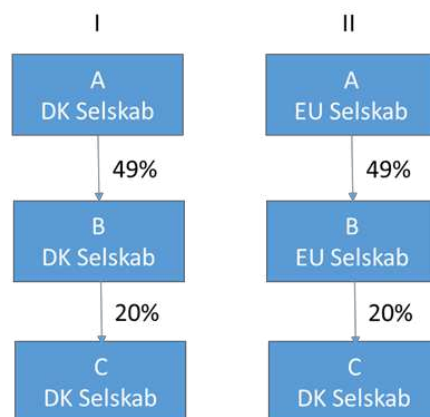 I
II
A
DK Selskab
A
EU Selskab
49%
49%
B
DK Selskab
B
EU Selskab
20%
20%
C
DK Selskab
C
DK Selskab